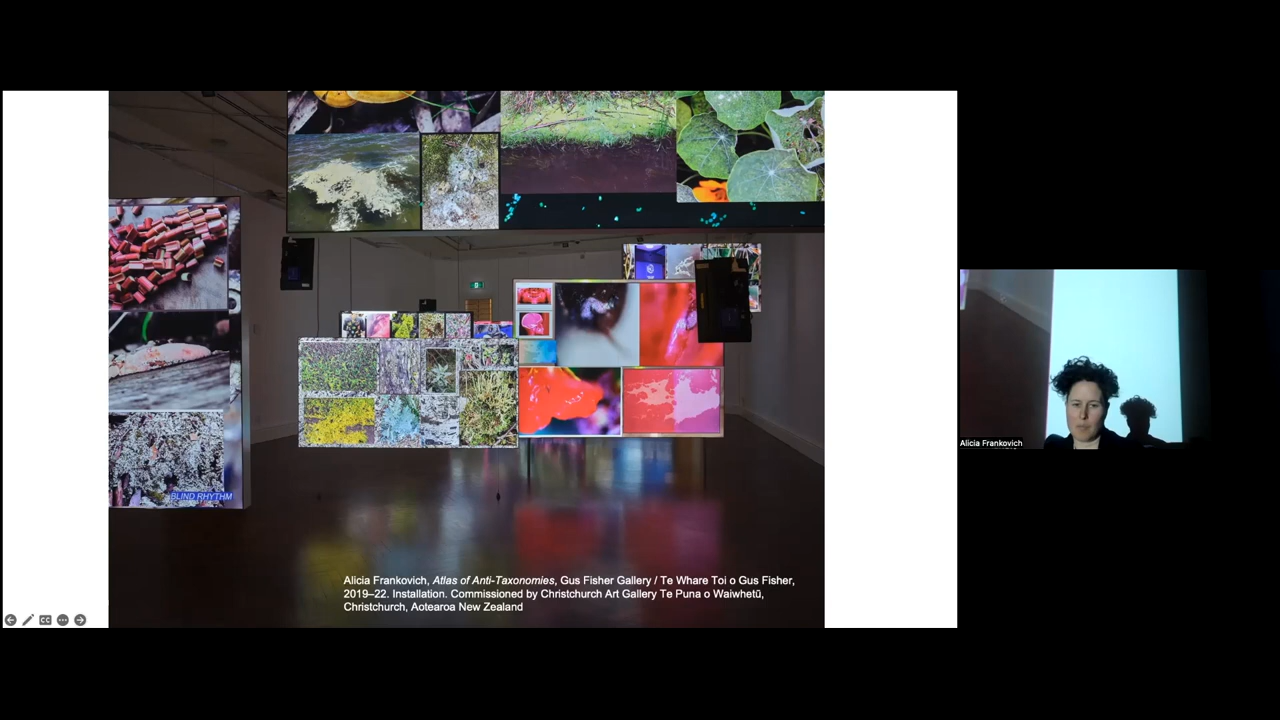 BLIND RHYTHM
Alicia Frankovich, Atlas of Anti-Taxonomies, Gus Fisher Gallery / Te Whare Toi o Gus Fisher,
2019–22. Installation. Commissioned by Christchurch Art Gallery Te Puna o Waiwhetū,
Christchurch, Aotearoa New Zealand
CC
Alicia Frankovich